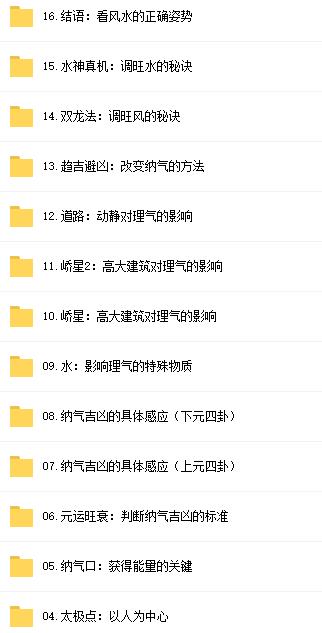 16.结语：看风水的正确姿势
15.水神真机：调旺水的秘诀
14.双龙法：调旺风的秘诀
13.趋吉避凶：改变纳气的方法
12.道路：动静对理气的影响
11.峤星2：高大建筑对理气的影响
10.峤星：高大建筑对理气的影响
09.水：影响理气的特殊物质
08.纳气吉凶的具体感应（下元四卦）
07.纳气吉凶的具体感应（上元四卦）
06.元运旺衰：判断纳气吉凶的标准
05.纳气口：获得能量的关键
04.太极点：以人为中心